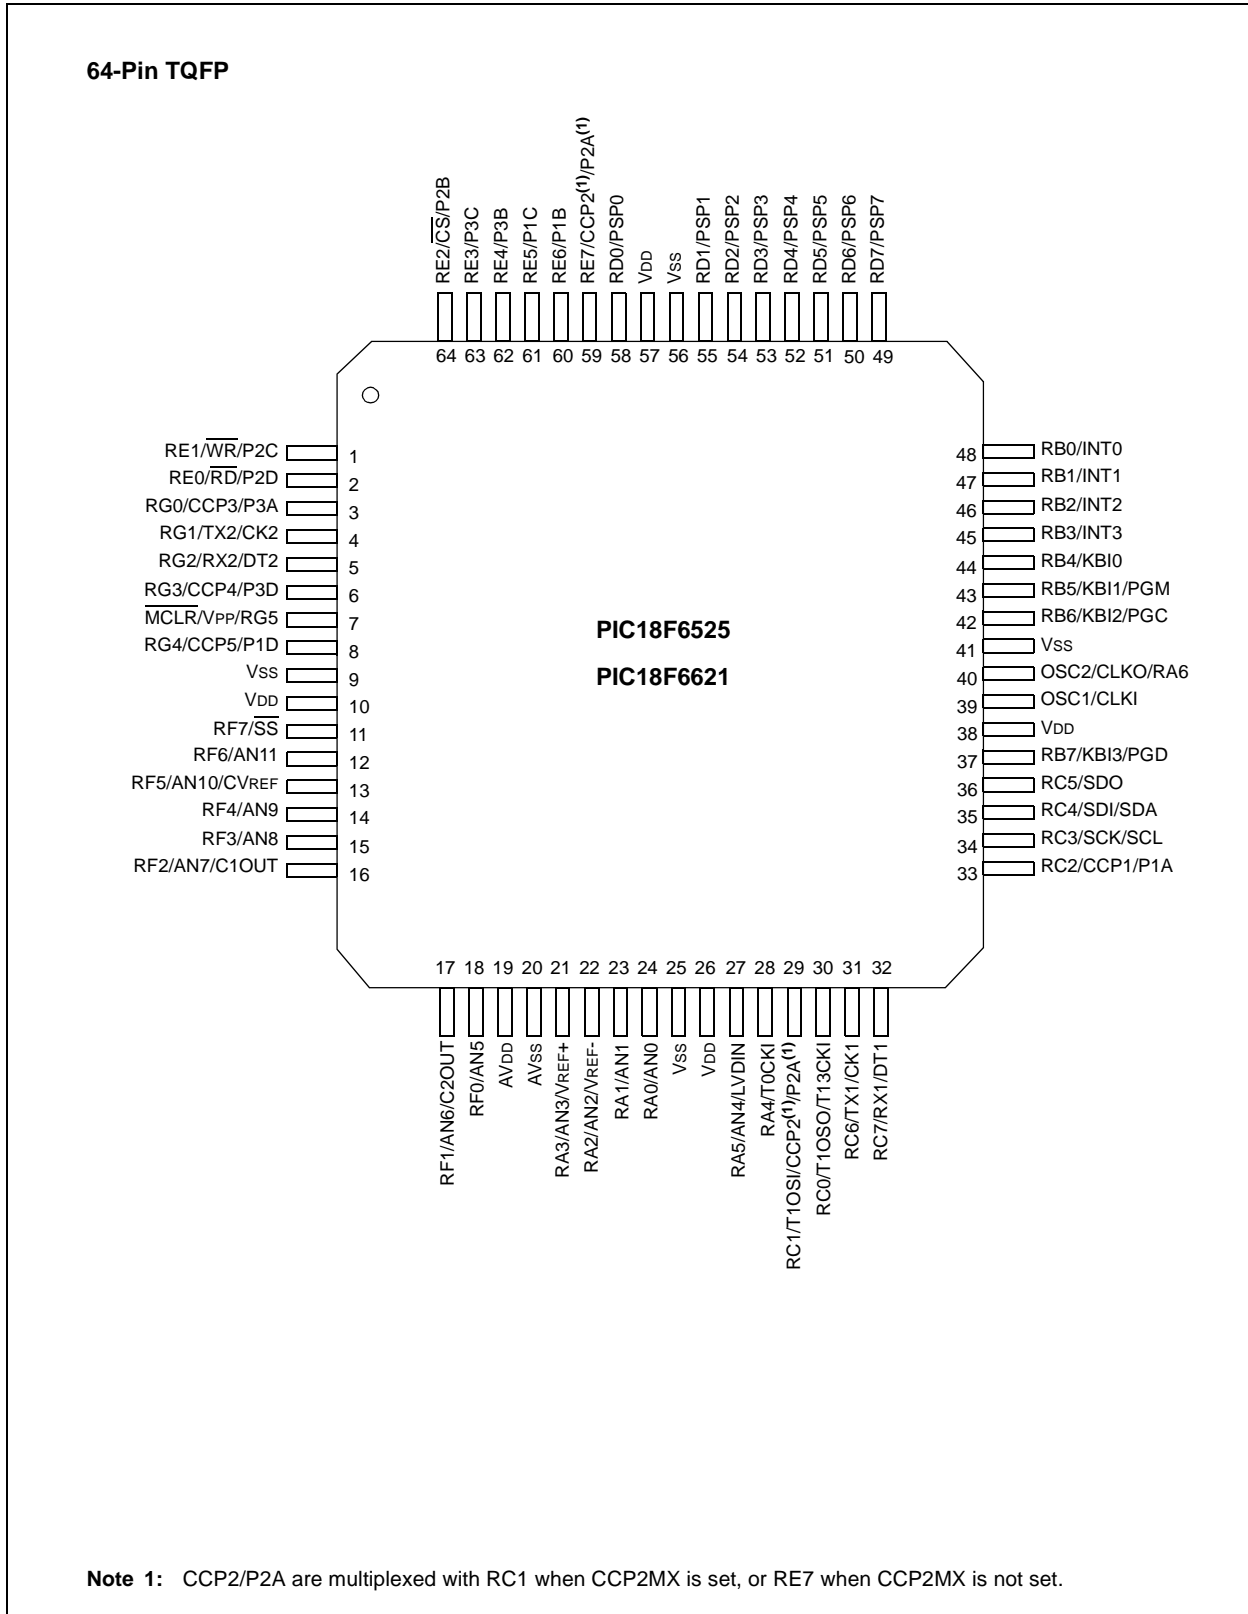 64-Pin TQFP
RE2/CS/P2B
RE3/P3C
RE4/P3B
RE5/P1C
RE6/P1B
RE7/CCP2(1)/P2A(1)
RD0/PSP0
VDD
VSS
RD1/PSP1
RD2/PSP2
RD3/PSP3
RD4/PSP4
RD5/PSP5
RD6/PSP6
RD7/PSP7
64 63 62 61 60 59 58 57 56 55 54 53 52 51 50 49
RE1/WR/P2C 1
RE0/RD/P2D 2
RG0/CCP3/P3A 3
RG1/TX2/CK2 4
RG2/RX2/DT2 5
RG3/CCP4/P3D 6
MCLR/VPP/RG5 7
RG4/CCP5/P1D 8
VSS 9
VDD 10
RF7/SS 11
RF6/AN11 12
RF5/AN10/CVREF 13
RF4/AN9 14
RF3/AN8 15
RF2/AN7/C1OUT 16
PIC18F6525
PIC18F6621
48 RB0/INT0
47 RB1/INT1
46 RB2/INT2
45 RB3/INT3
44 RB4/KBI0
43 RB5/KBI1/PGM
42 RB6/KBI2/PGC
41 VSS
40 OSC2/CLKO/RA6
39 OSC1/CLKI
38 VDD
37 RB7/KBI3/PGD
36 RC5/SDO
35 RC4/SDI/SDA
34 RC3/SCK/SCL
33 RC2/CCP1/P1A
17 18 19 20 21 22 23 24 25 26 27 28 29 30 31 32
RF1/AN6/C2OUT
RF0/AN5
AVDD
AVSS
RA3/AN3/VREF+
RA2/AN2/VREF-
RA1/AN1
RA0/AN0
VSS
VDD
RA5/AN4/LVDIN
RA4/T0CKI
RC1/T1OSI/CCP2(1)/P2A(1)
RC0/T1OSO/T13CKI
RC6/TX1/CK1
RC7/RX1/DT1
Note 1: CCP2/P2A are multiplexed with RC1 when CCP2MX is set, or RE7 when CCP2MX is not set.